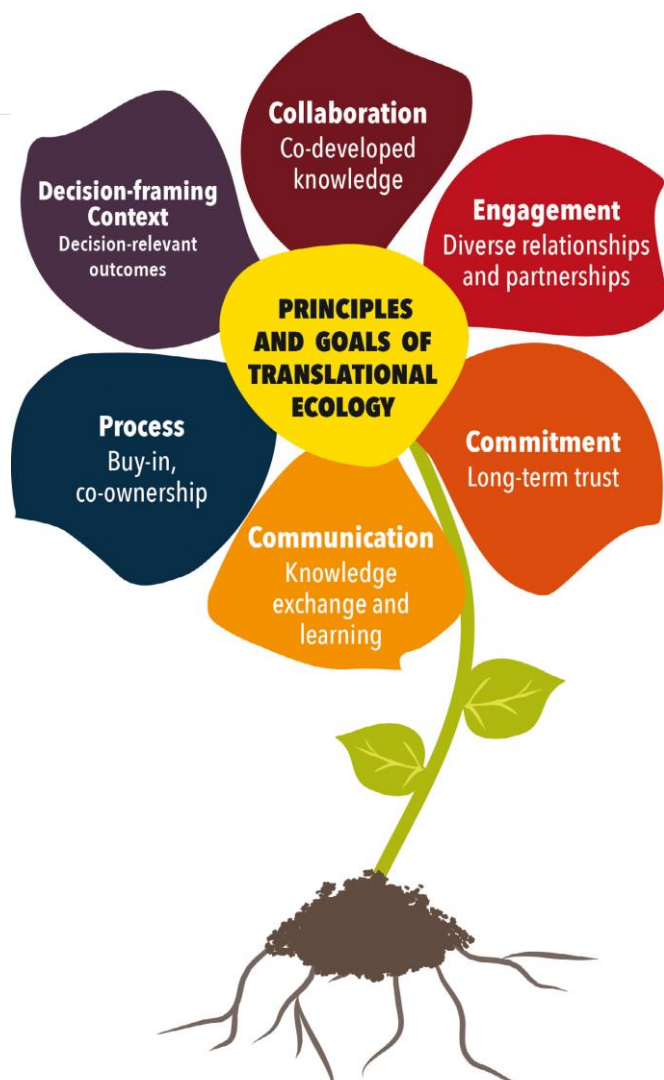 Collaboration
Co-developed
knowledge
Decision-framing
Context
Decision-relevant
outcomes
Engagement
Diverse relationships
and partnerships
PRINCIPLES
AND GOALS OF
TRANSLATIONAL
ECOLOGY
Process
Buy-in,
co-ownership
Commitment
Long-term trust
Communication
Knowledge
exchange and
learning